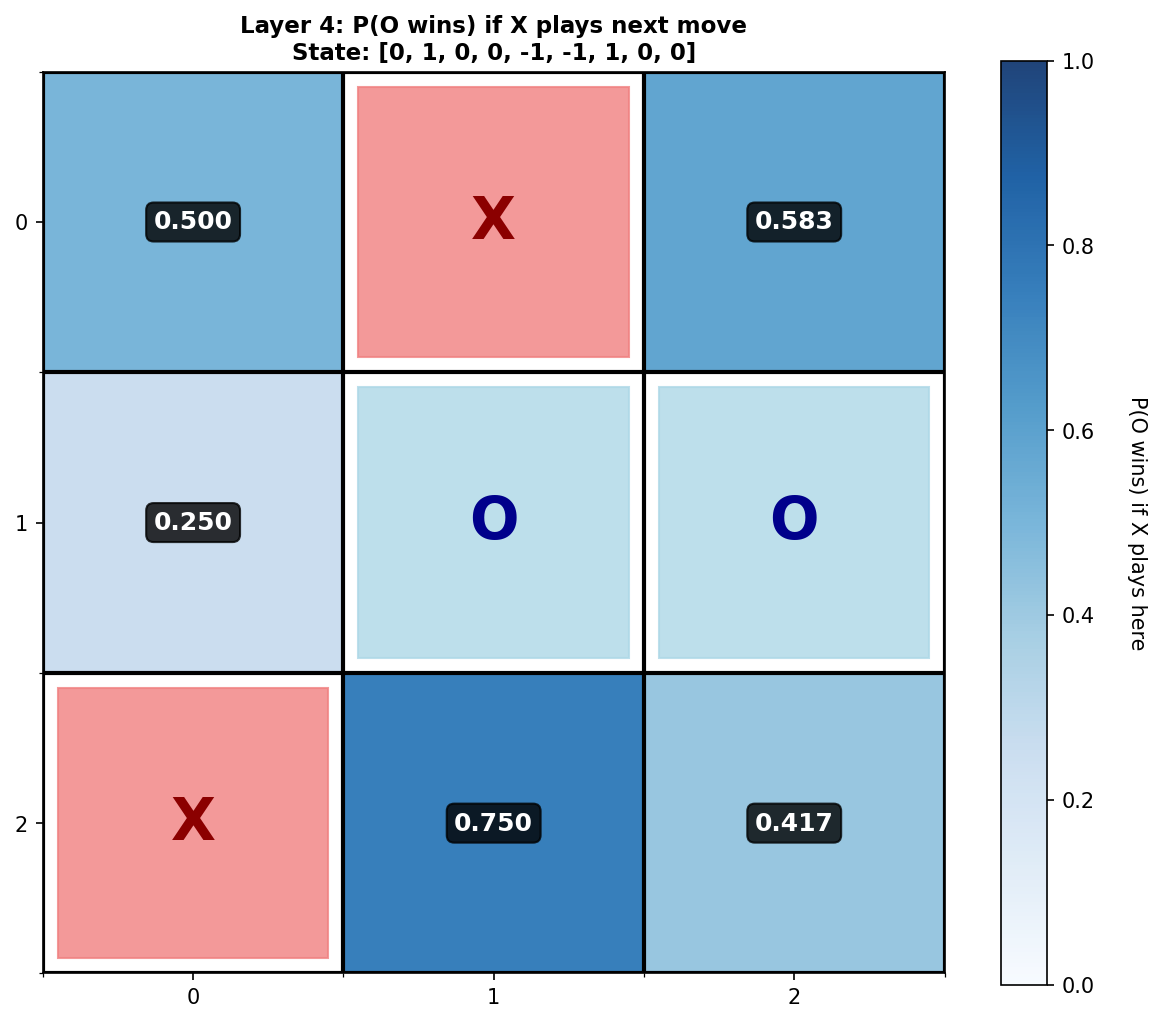 Layer 4: P(O wins) if X plays next move
State: [0, 1, 0, 0, -1, -1, 1, 0, 0]
0
0.500
X
0.583
1
0.250
O
O
2
X
0.750
0.417
0
1
2
1.0
0.8
0.6
0.4
0.2
0.0
P(O wins) if X plays here